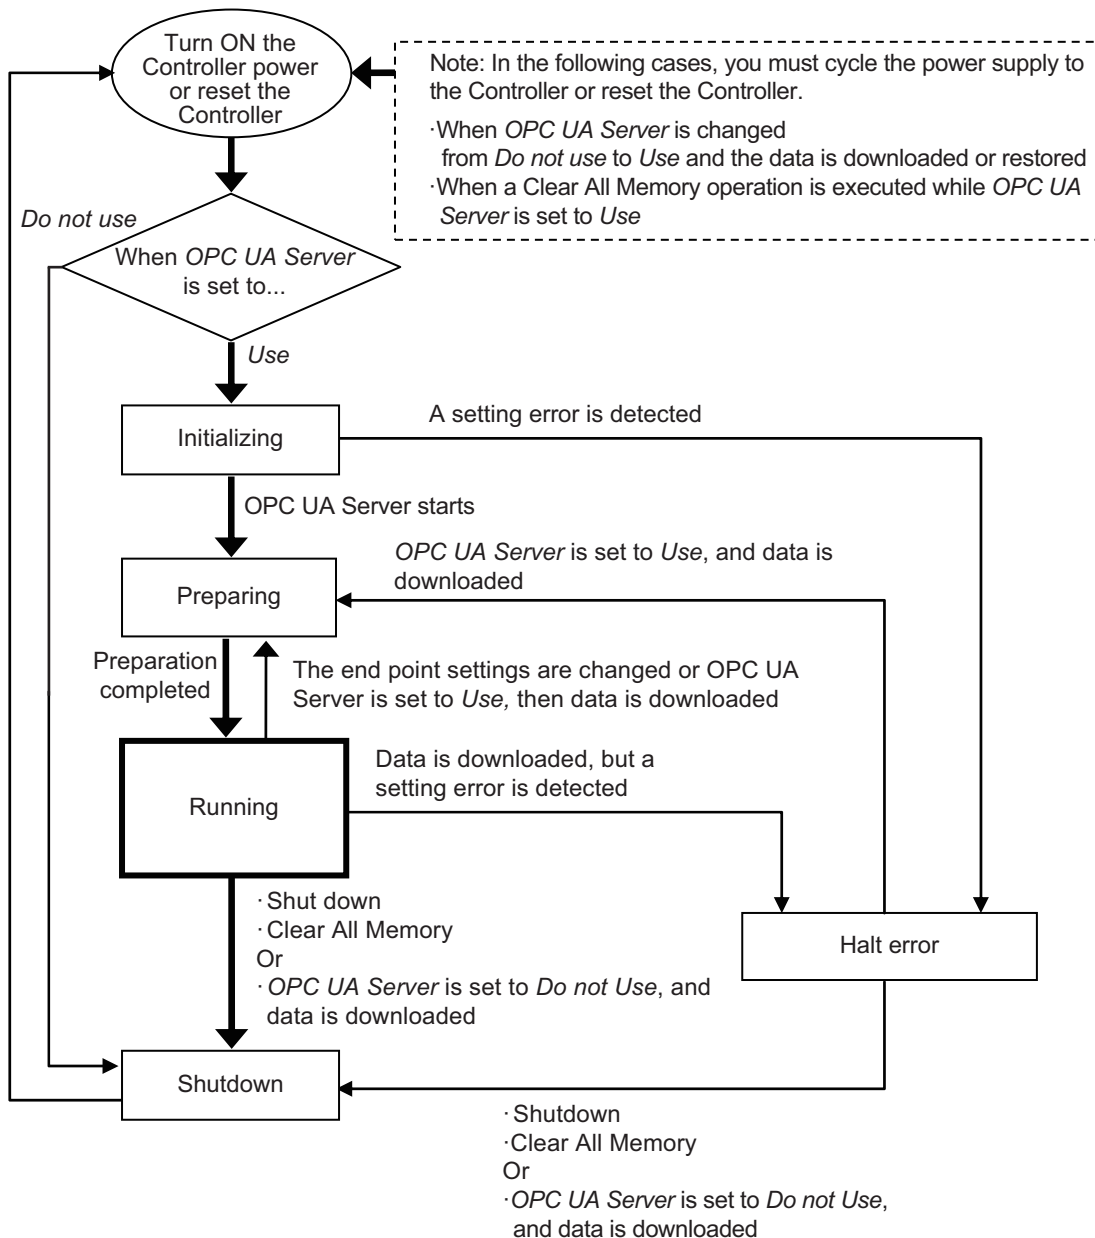 Turn ON the
Controller power
or reset the
Controller
Note: In the following cases, you must cycle the power supply to
the Controller or reset the Controller.
·When OPC UA Server is changed
from Do not use to Use and the data is downloaded or restored
·When a Clear All Memory operation is executed while OPC UA
Server is set to Use
Do not use
When OPC UA Server
is set to...
Use
Initializing
A setting error is detected
OPC UA Server starts
OPC UA Server is set to Use, and data is
downloaded
Preparing
Preparation
completed
The end point settings are changed or OPC UA
Server is set to Use, then data is downloaded
Data is downloaded, but a
setting error is detected
Running
·Shut down
·Clear All Memory
Or
·OPC UA Server is set to Do not Use, and
data is downloaded
Halt error
Shutdown
·Shutdown
·Clear All Memory
Or
·OPC UA Server is set to Do not Use,
and data is downloaded